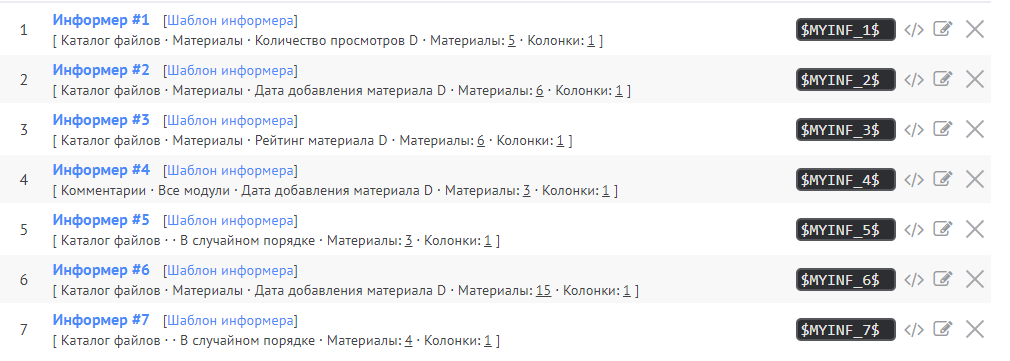 1 Информер #1 [Шаблон информера] $MYINF_1$
[ Каталог файлов · Материалы · Количество просмотров D · Материалы: 5 · Колонки: 1 ]
2 Информер #2 [Шаблон информера] $MYINF_2$
[ Каталог файлов · Материалы · Дата добавления материала D · Материалы: 6 · Колонки: 1 ]
3 Информер #3 [Шаблон информера] $MYINF_3$
[ Каталог файлов · Материалы · Рейтинг материала D · Материалы: 6 · Колонки: 1 ]
4 Информер #4 [Шаблон информера] $MYINF_4$
[ Комментарии · Все модули · Дата добавления материала D · Материалы: 3 · Колонки: 1 ]
5 Информер #5 [Шаблон информера] $MYINF_5$
[ Каталог файлов · · В случайном порядке · Материалы: 3 · Колонки: 1 ]
6 Информер #6 [Шаблон информера] $MYINF_6$
[ Каталог файлов · Материалы · Дата добавления материала D · Материалы: 15 · Колонки: 1 ]
7 Информер #7 [Шаблон информера] $MYINF_7$
[ Каталог файлов · · В случайном порядке · Материалы: 4 · Колонки: 1 ]